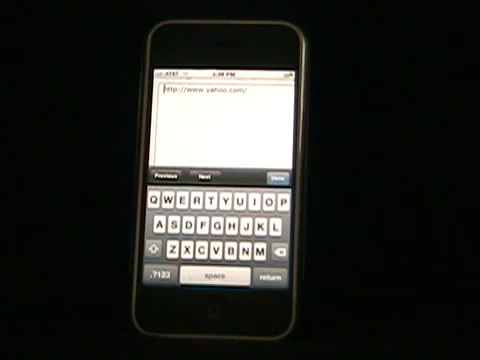 AT&T 1:39 PM
http://www.yahoo.com/
Previous Next Done
Q W E R T Y U I O P
A S D F G H J K L
Z X C V B N M
.?123 space return